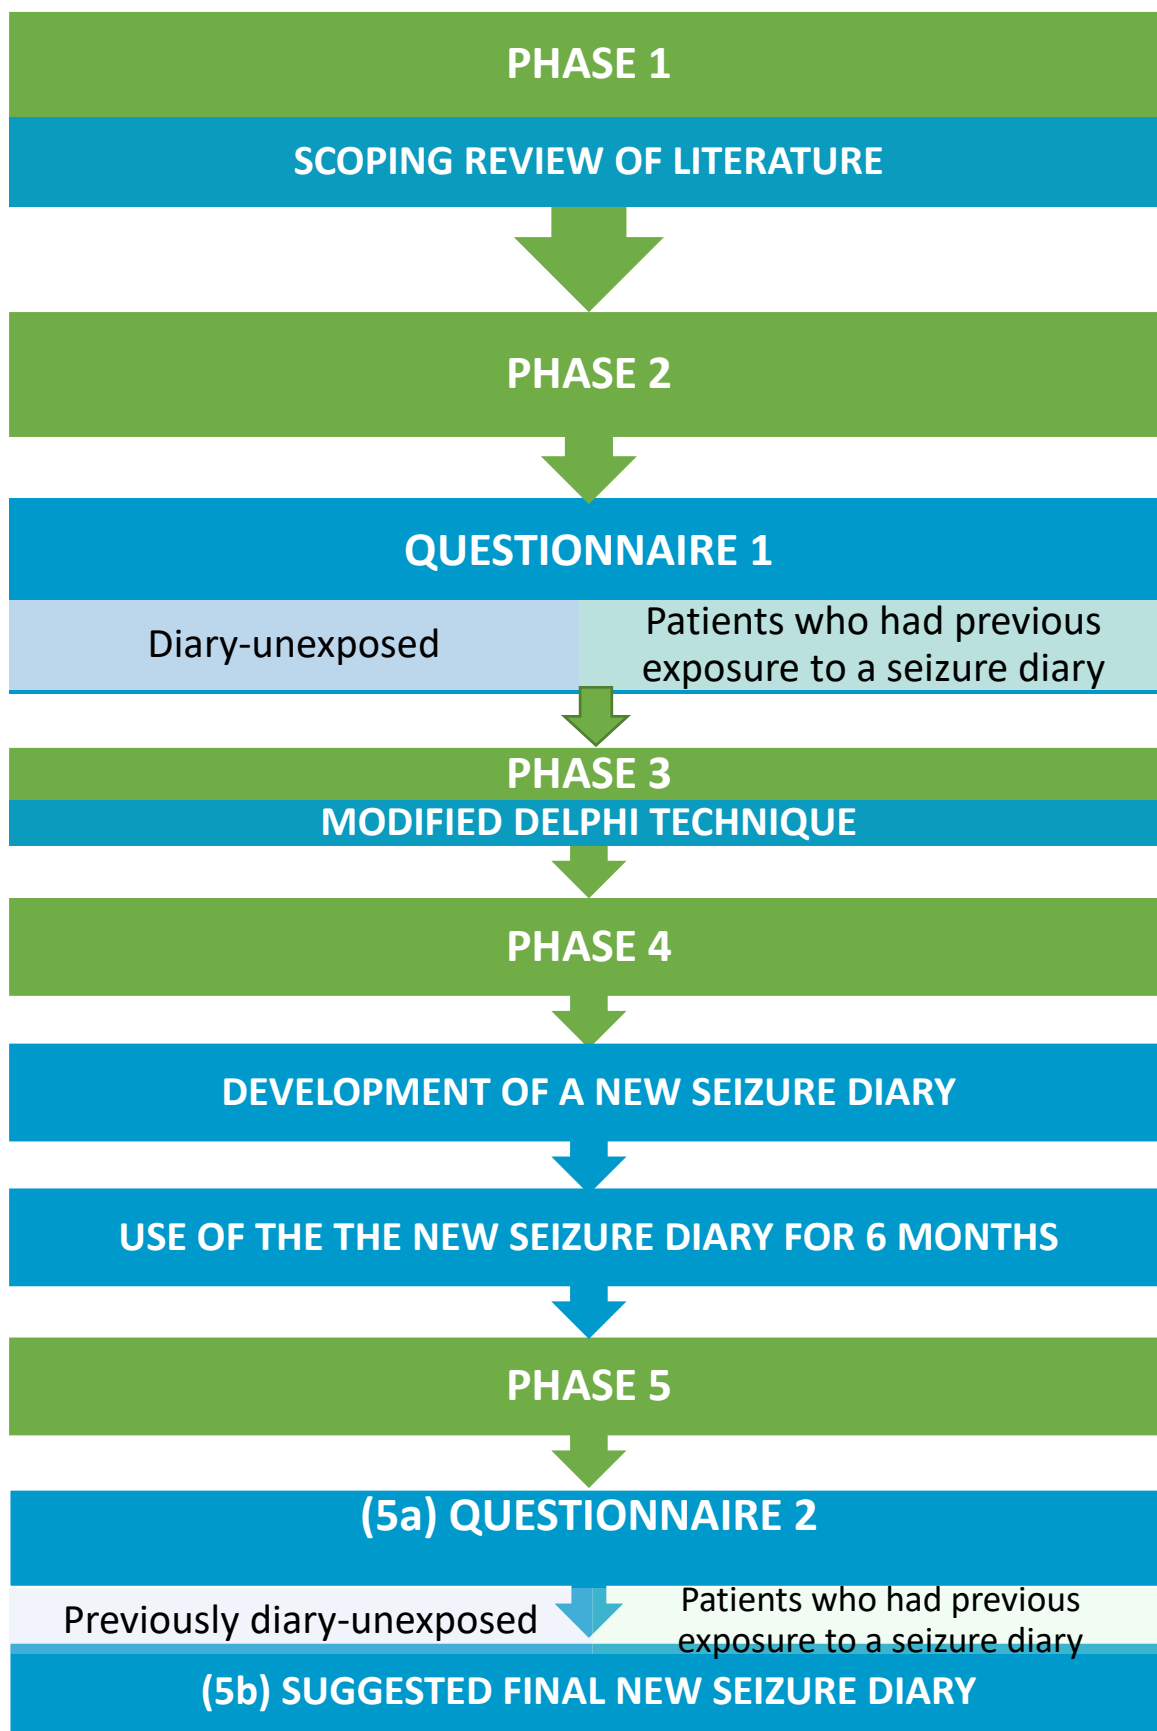 PHASE 1
SCOPING REVIEW OF LITERATURE
PHASE 2
QUESTIONNAIRE 1
Diary-unexposed
Patients who had previous
exposure to a seizure diary
PHASE 3
MODIFIED DELPHI TECHNIQUE
PHASE 4
DEVELOPMENT OF A NEW SEIZURE DIARY
USE OF THE THE NEW SEIZURE DIARY FOR 6 MONTHS
PHASE 5
(5a) QUESTIONNAIRE 2
Previously diary-unexposed
Patients who had previous
exposure to a seizure diary
(5b) SUGGESTED FINAL NEW SEIZURE DIARY